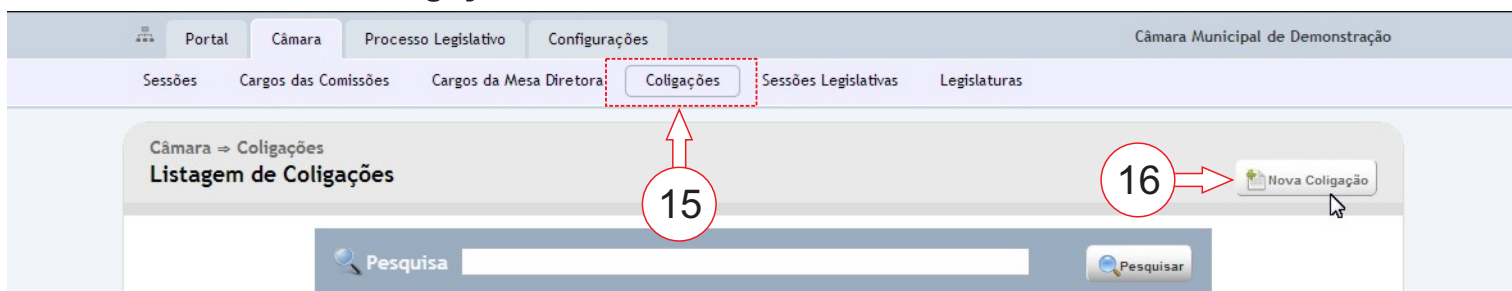 Portal Câmara Processo Legislativo Configurações Câmara Municipal de Demonstração
Sessões Cargos das Comissões Cargos da Mesa Diretora Coligações Sessões Legislativas Legislaturas
Câmara ⇒ Coligações
Listagem de Coligações
15
16
Nova Coligação
Pesquisa
Pesquisar